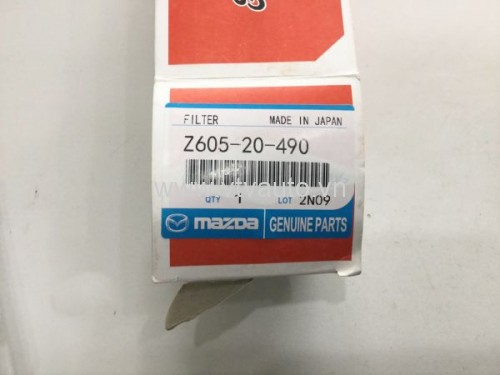 FILTER MADE IN JAPAN
Z605-20-490
QTY 1 LOT 2N09
mazda GENUINE PARTS